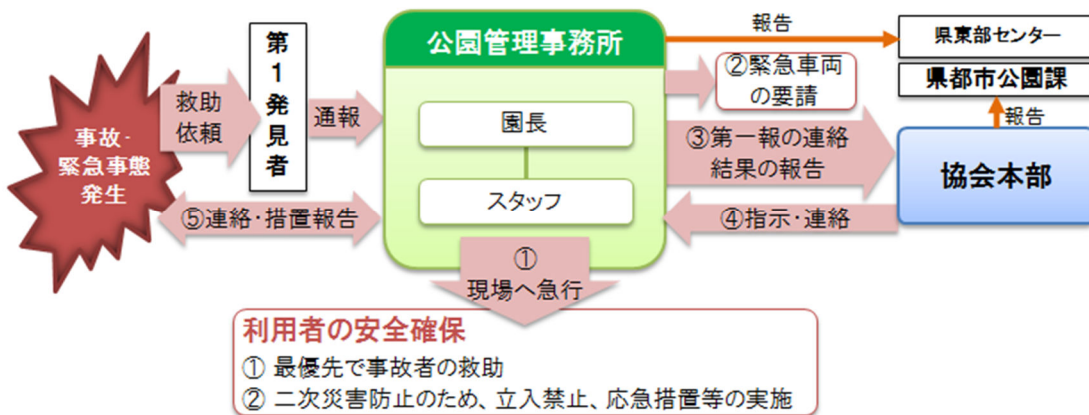 事故・
緊急事態
発生
救助
依頼
第1発見者
通報
公園管理事務所
園長
スタッフ
報告
県東部センター
②緊急車両
の要請
県都市公園課
報告
③第一報の連絡
結果の報告
協会本部
④指示・連絡
⑤連絡・措置報告
①
現場へ急行
利用者の安全確保
① 最優先で事故者の救助
② 二次災害防止のため、立入禁止、応急措置等の実施